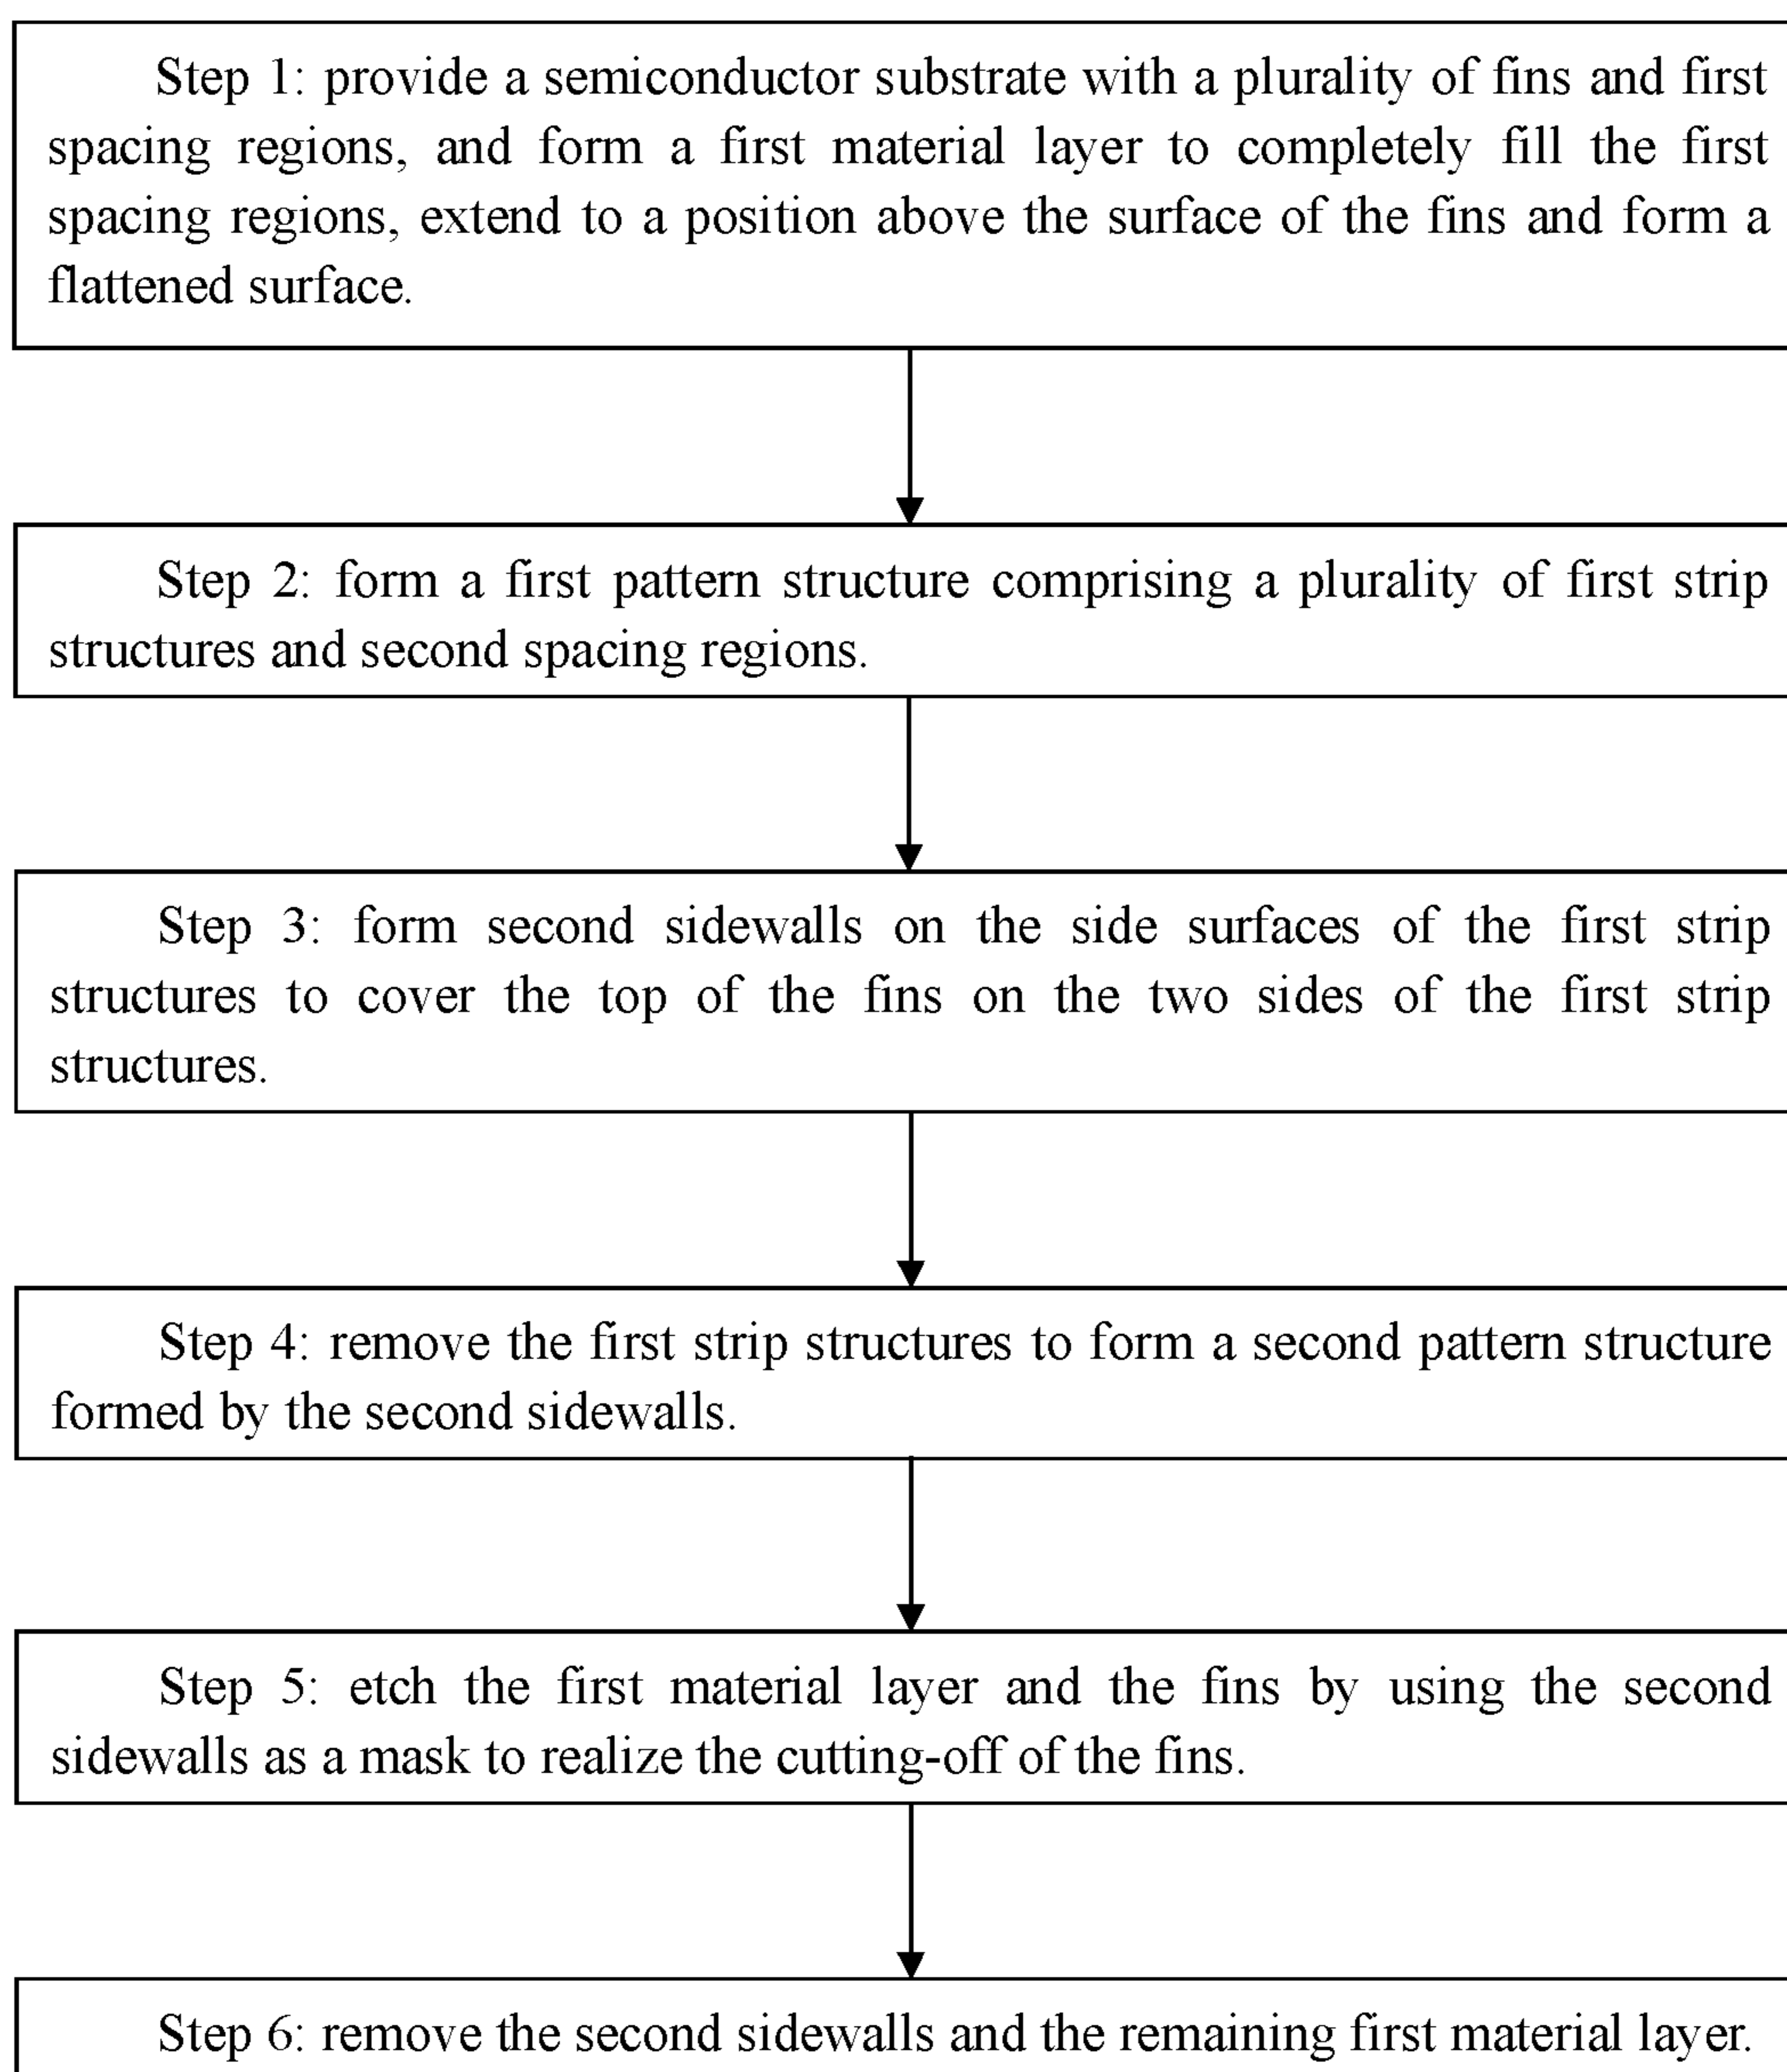 Step 1: provide a semiconductor substrate with a plurality of fins and first
spacing regions, and form a first material layer to completely fill the first
spacing regions, extend to a position above the surface of the fins and form a
flattened surface.
Step 2: form a first pattern structure comprising a plurality of first strip
structures and second spacing regions.
Step 3: form second sidewalls on the side surfaces of the first strip
structures to cover the top of the fins on the two sides of the first strip
structures.
Step 4: remove the first strip structures to form a second pattern structure
formed by the second sidewalls.
Step 5: etch the first material layer and the fins by using the second
sidewalls as a mask to realize the cutting-off of the fins.
Step 6: remove the second sidewalls and the remaining first material layer.